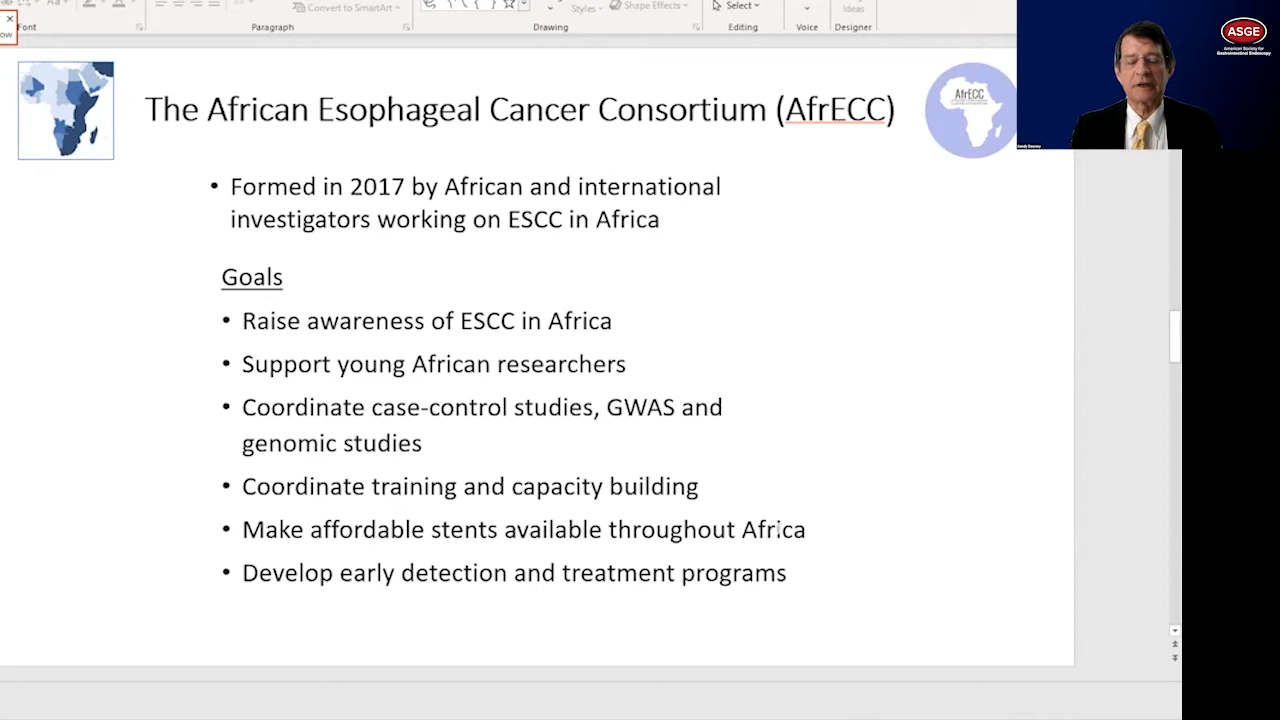 Convert to SmartArt
Styles
Shape Effects
Select
Ideas
ow
Font
Paragraph
Drawing
Editing
Voice
Designer
ASGE
American Society for
Gastrointestinal Endoscopy
The African Esophageal Cancer Consortium (AfrECC)
AfrECC
• Formed in 2017 by African and international
investigators working on ESCC in Africa
Goals
• Raise awareness of ESCC in Africa
• Support young African researchers
• Coordinate case-control studies, GWAS and
genomic studies
• Coordinate training and capacity building
• Make affordable stents available throughout Africa
• Develop early detection and treatment programs